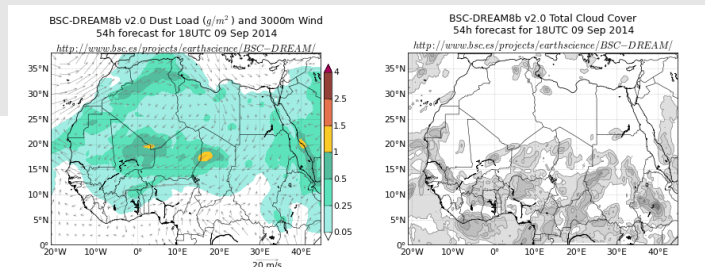 BSC-DREAM8b v2.0 Dust Load (g/m²) and 3000m Wind
54h forecast for 18UTC 09 Sep 2014
http://www.bsc.es/projects/earthscience/BSC−DREAM/
35°N
30°N
25°N
20°N
15°N
10°N
5°N
0°
20°W
10°W
0°
10°E
20°E
30°E
40°E
20 m/s
4
2.5
1.5
1
0.5
0.25
0.05
BSC-DREAM8b v2.0 Total Cloud Cover
54h forecast for 18UTC 09 Sep 2014
http://www.bsc.es/projects/earthscience/BSC−DREAM/
35°N
30°N
25°N
20°N
15°N
10°N
5°N
0°
20°W
10°W
0°
10°E
20°E
30°E
40°E